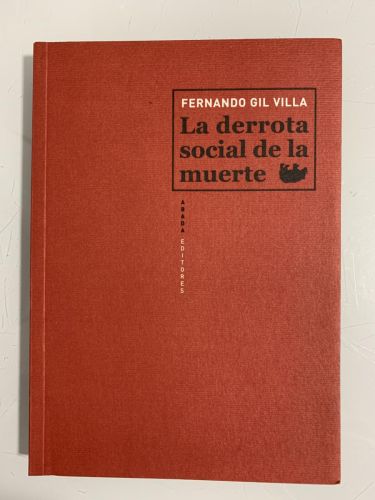 FERNANDO GIL VILLA
La derrota
social de la
muerte
ABADA EDITORES